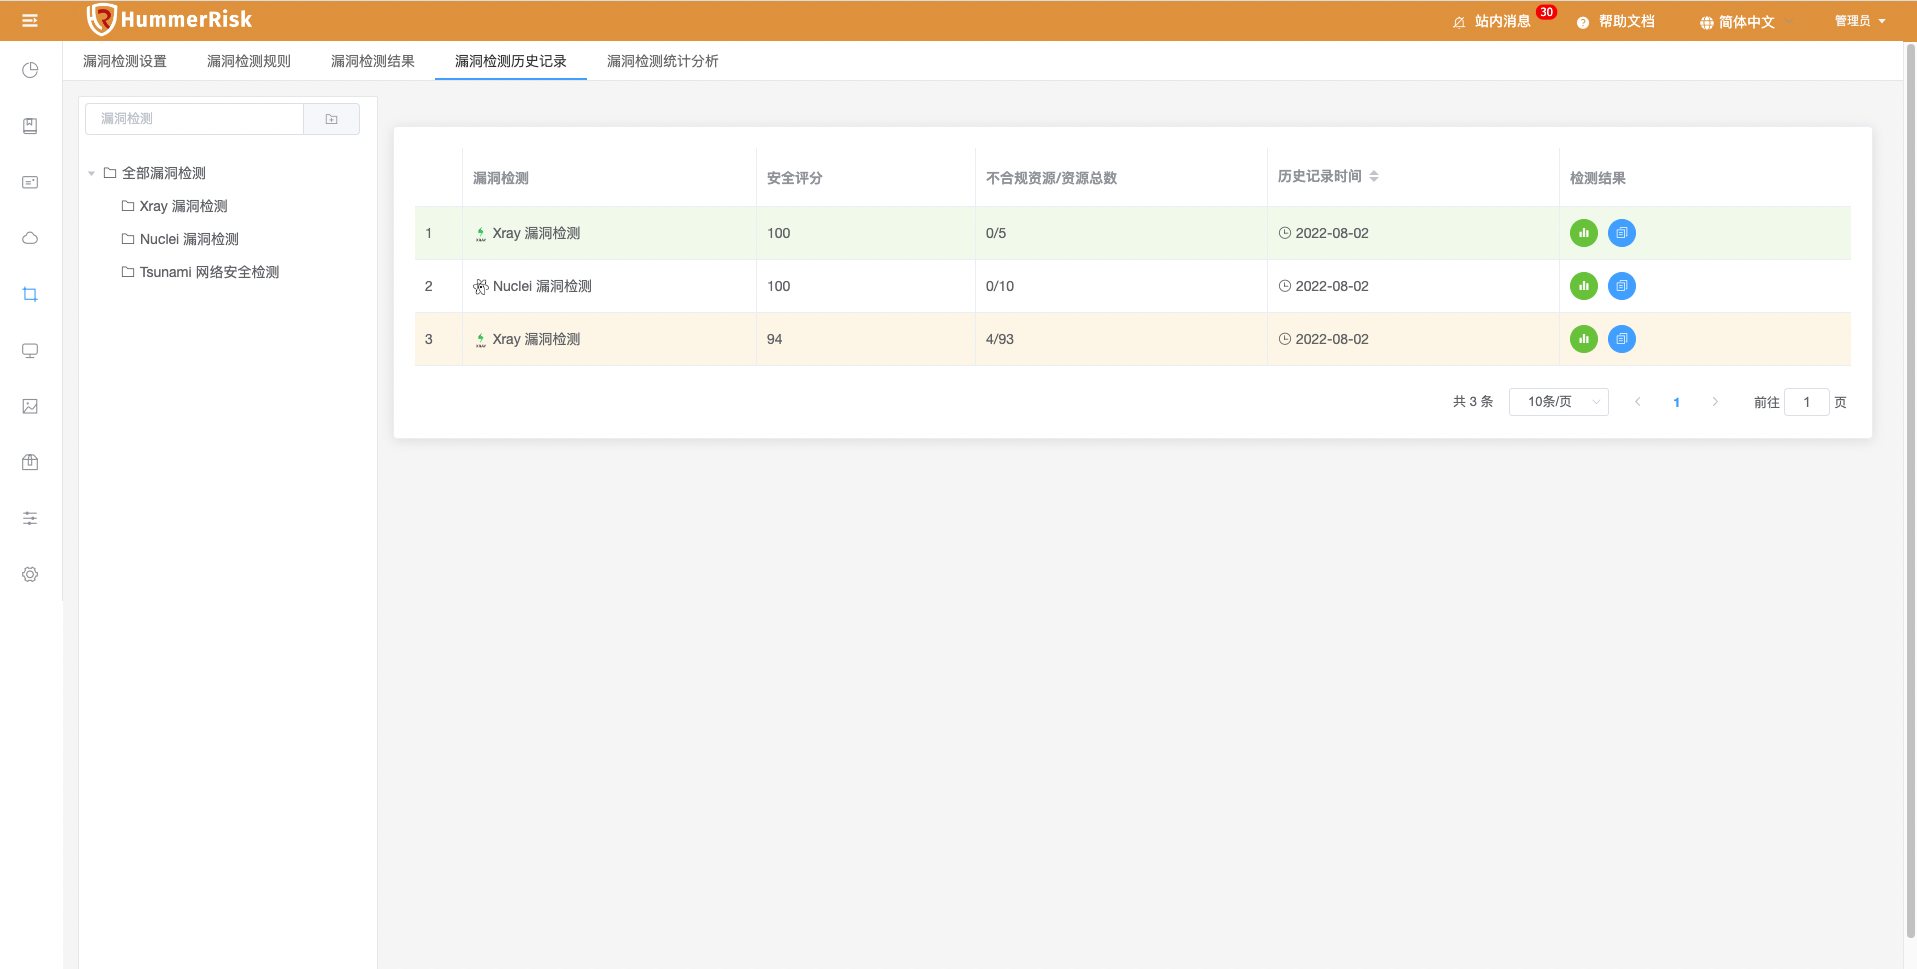 HummerRisk
站内消息 30 帮助文档 简体中文 管理员
漏洞检测设置 漏洞检测规则 漏洞检测结果 漏洞检测历史记录 漏洞检测统计分析
漏洞检测
全部漏洞检测
Xray 漏洞检测
Nuclei 漏洞检测
Tsunami 网络安全检测
漏洞检测 安全评分 不合规资源/资源总数 历史记录时间 检测结果
1 Xray 漏洞检测 100 0/5 2022-08-02
2 Nuclei 漏洞检测 100 0/10 2022-08-02
3 Xray 漏洞检测 94 4/93 2022-08-02
共 3 条 10条/页 1 前往 1 页